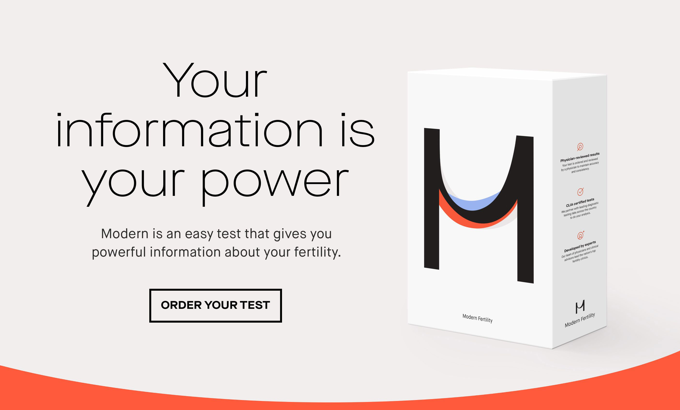 Your
information is
your power
Modern is an easy test that gives you
powerful information about your fertility.
ORDER YOUR TEST
M
Modern Fertility
Physician-reviewed results
CLIA certified labs
Developed by experts
M
Modern Fertility